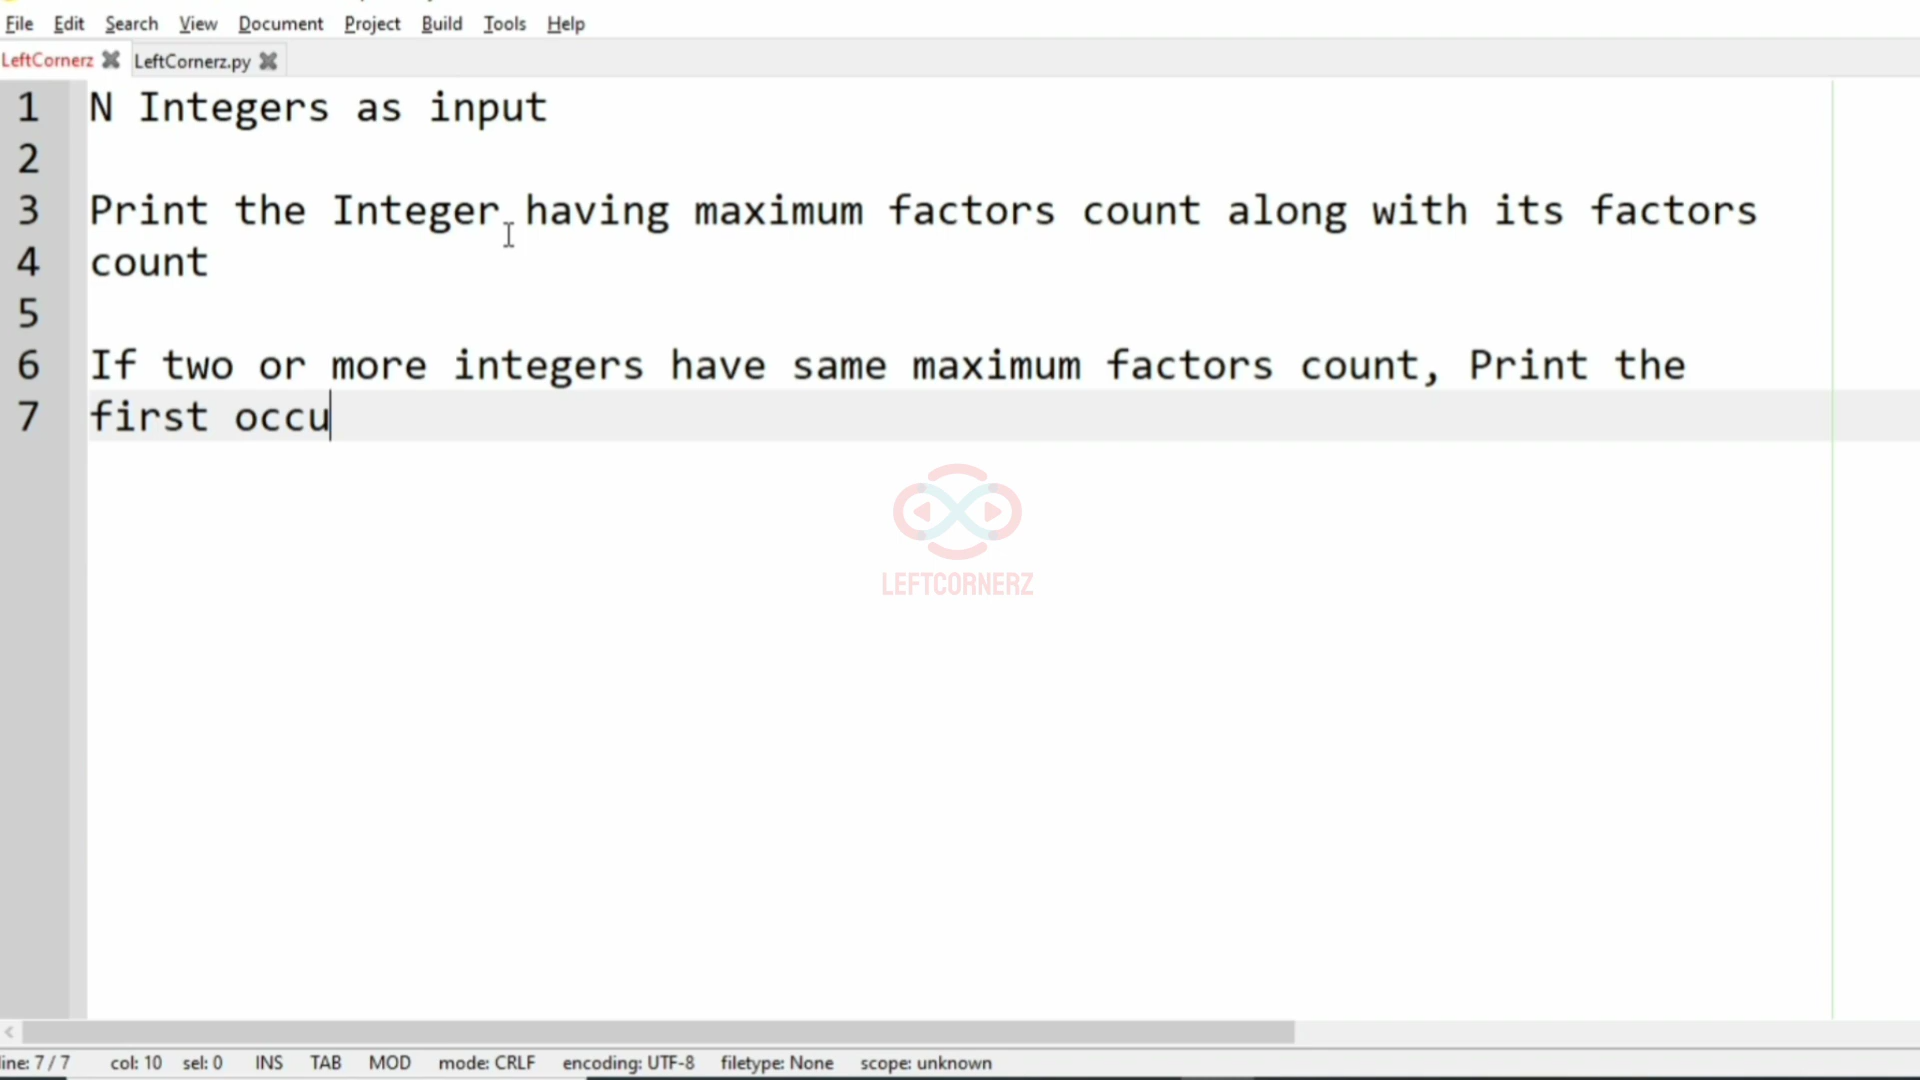 File Edit Search View Document Project Build Tools Help
LeftCornerz LeftCornerz.py
1 N Integers as input
2
3 Print the Integer having maximum factors count along with its factors
4 count
5
6 If two or more integers have same maximum factors count, Print the
7 first occu
LEFTCORNERZ
line: 7 / 7 col: 10 sel: 0 INS TAB MOD mode: CRLF encoding: UTF-8 filetype: None scope: unknown